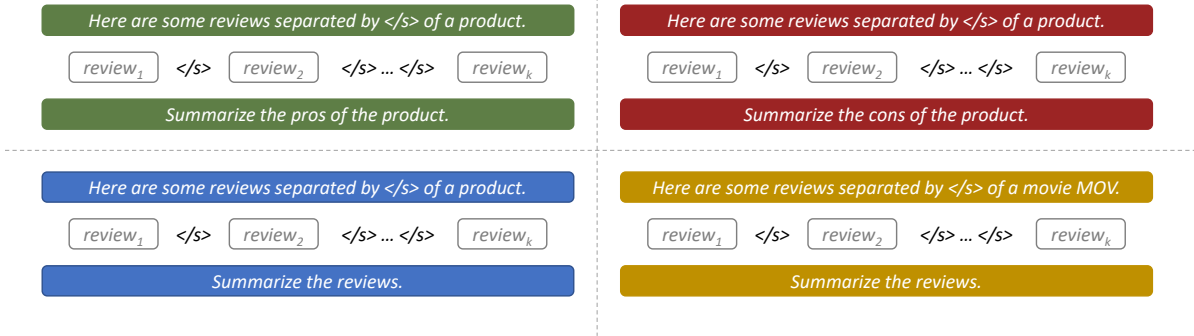 Here are some reviews separated by </s> of a product.
review1 </s> review2 </s> ... </s> reviewk
Summarize the pros of the product.
Here are some reviews separated by </s> of a product.
review1 </s> review2 </s> ... </s> reviewk
Summarize the cons of the product.
Here are some reviews separated by </s> of a product.
review1 </s> review2 </s> ... </s> reviewk
Summarize the reviews.
Here are some reviews separated by </s> of a movie MOV.
review1 </s> review2 </s> ... </s> reviewk
Summarize the reviews.